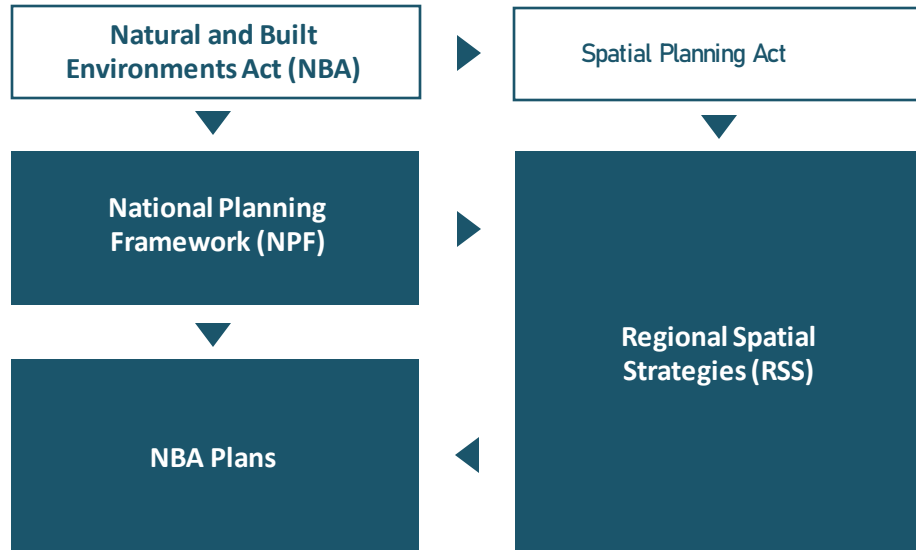 Natural and Built
Environments Act (NBA)
Spatial Planning Act
National Planning
Framework (NPF)
Regional Spatial
Strategies (RSS)
NBA Plans